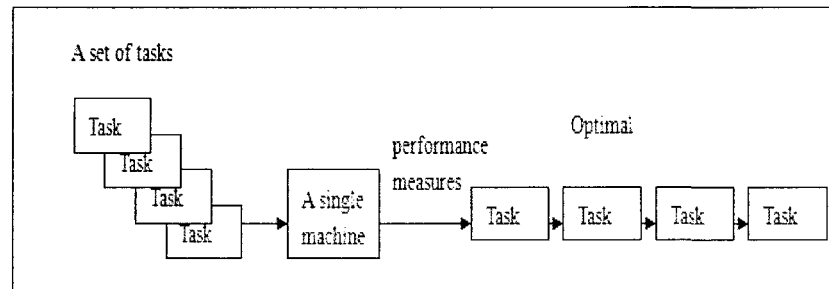 A set of tasks
Task
Task
Task
Task
A single
machine
performance
measures
Optimal
Task
Task
Task
Task